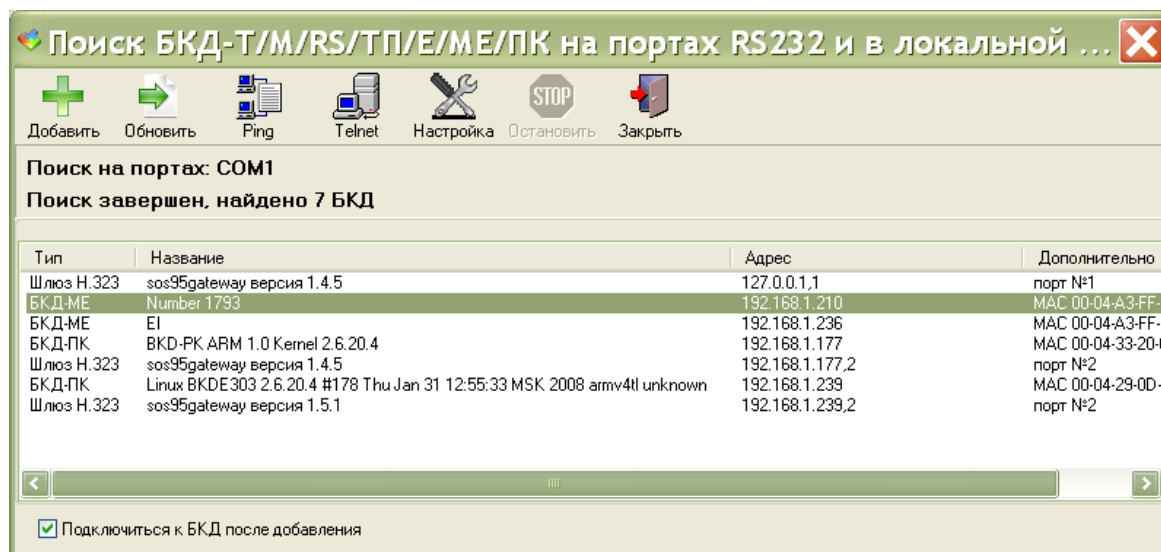 Поиск БКД-Т/М/RS/ТП/Е/МЕ/ПК на портах RS232 и в локальной ...
Добавить Обновить Ping Telnet Настройка STOP Остановить Закрыть
Поиск на портах: COM1
Поиск завершен, найдено 7 БКД
Тип Название Адрес Дополнительно
Шлюз H.323 sos95gateway версия 1.4.5 127.0.0.1,1 порт №1
БКД-МЕ Number 1793 192.168.1.210 MAC 00-04-A3-FF-
БКД-МЕ EI 192.168.1.236 MAC 00-04-A3-FF-
БКД-ПК BKD-PK ARM 1.0 Kernel 2.6.20.4 192.168.1.177 MAC 00-04-33-20-
Шлюз H.323 sos95gateway версия 1.4.5 192.168.1.177,2 порт №2
БКД-ПК Linux BKDE303 2.6.20.4 #178 Thu Jan 31 12:55:33 MSK 2008 armv4tl unknown 192.168.1.239 MAC 00-04-29-0D-
Шлюз H.323 sos95gateway версия 1.5.1 192.168.1.239,2 порт №2
Подключиться к БКД после добавления